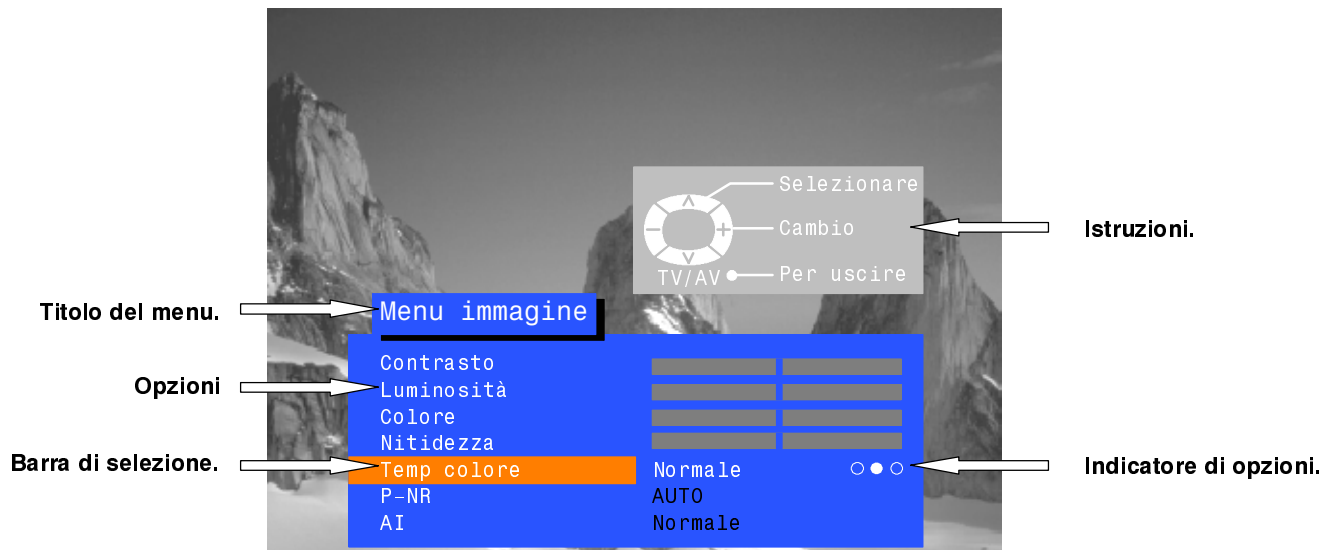 Selezionare
Cambio
Istruzioni.
TV/AV Per uscire
Titolo del menu.
Menu immagine
Contrasto
Opzioni
Luminosità
Colore
Nitidezza
Barra di selezione.
Temp colore Normale
Indicatore di opzioni.
P-NR AUTO
AI Normale